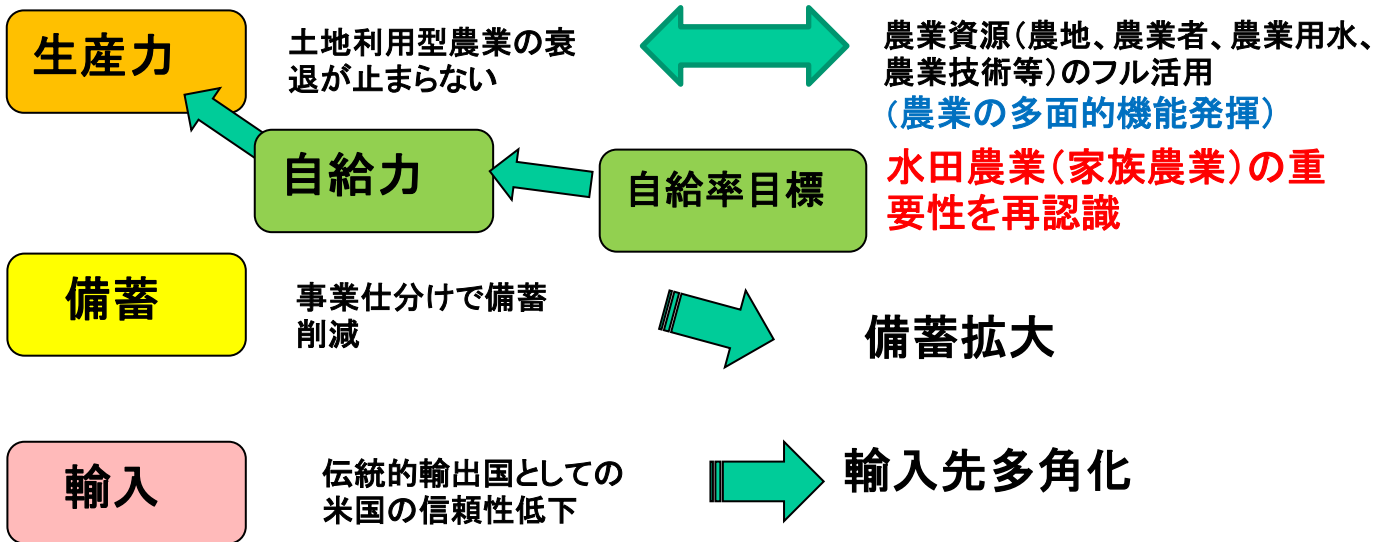 生産力
土地利用型農業の衰
退が止まらない
農業資源（農地、農業者、農業用水、
農業技術等）のフル活用
（農業の多面的機能発揮）
水田農業（家族農業）の重
要性を再認識
自給力
自給率目標
備蓄
事業仕分けで備蓄
削減
備蓄拡大
輸入
伝統的輸出国としての
米国の信頼性低下
輸入先多角化